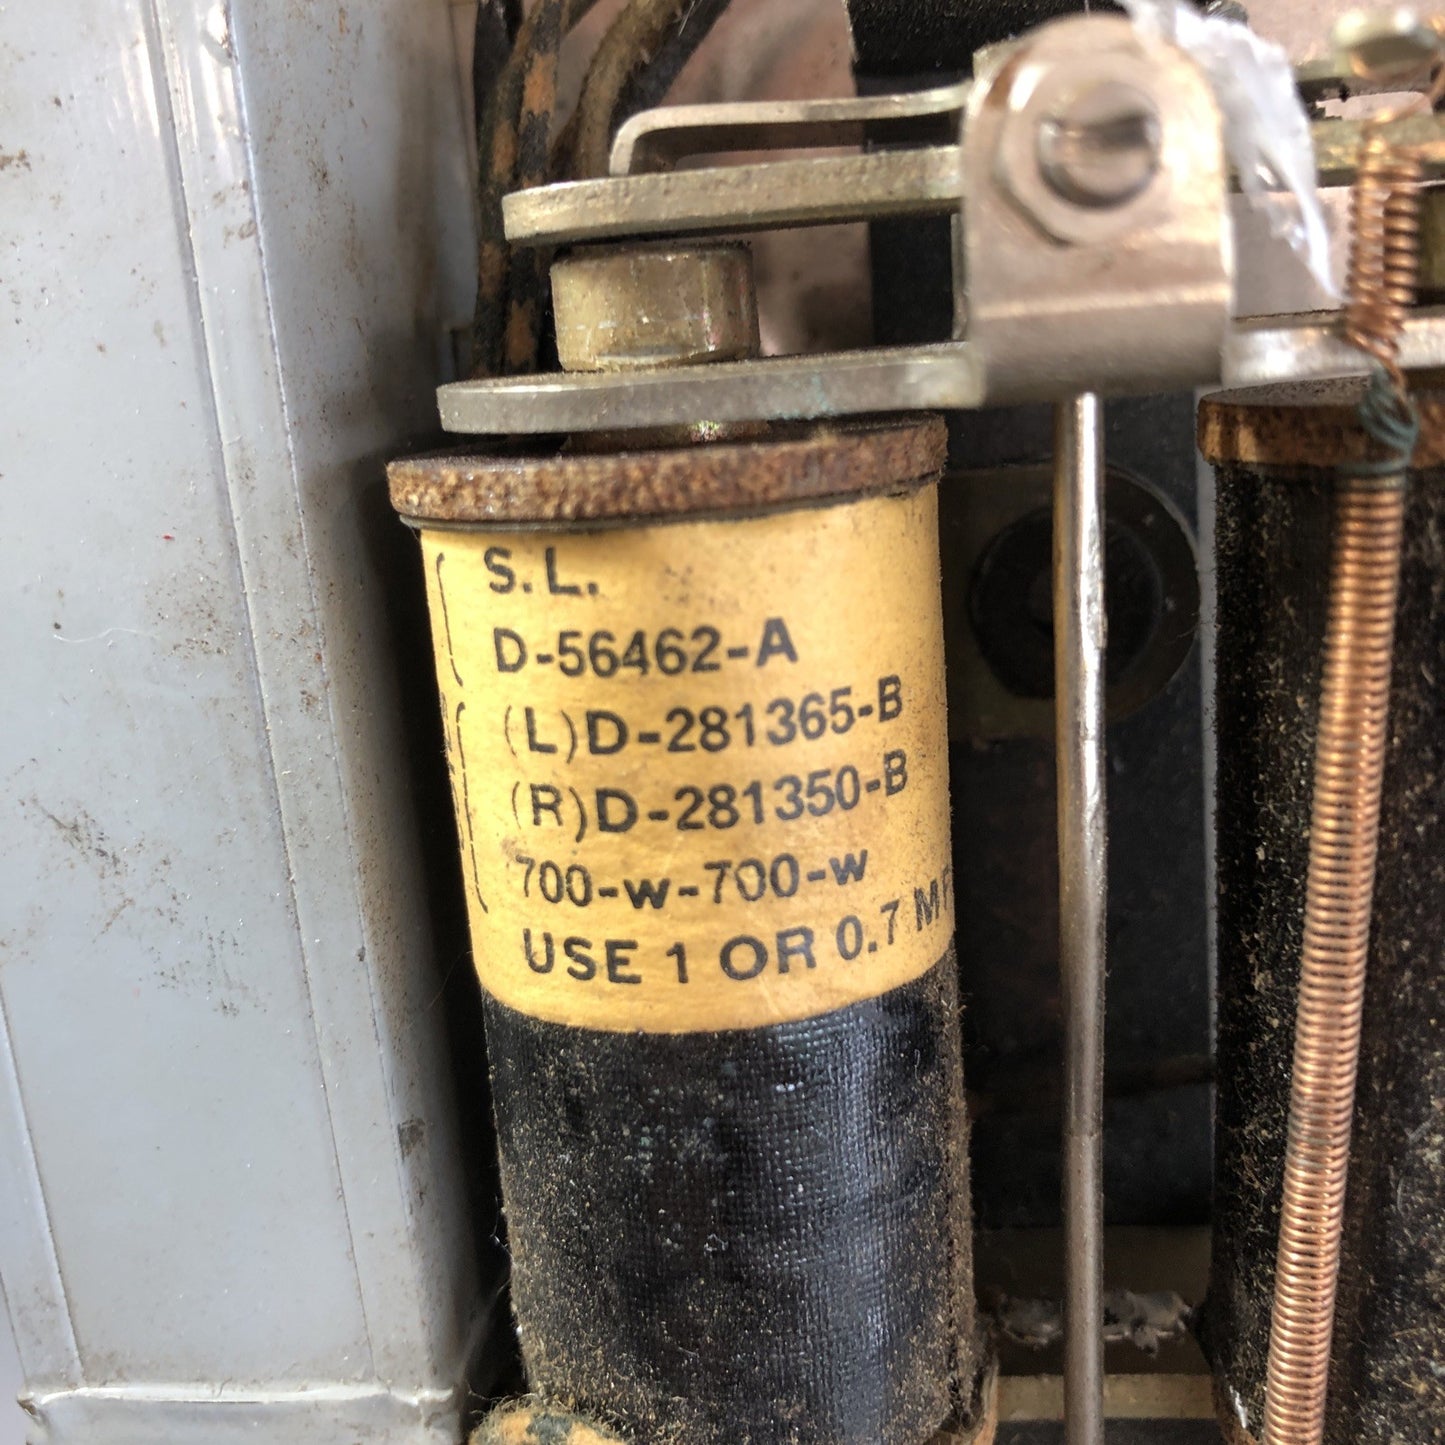 S.L.
D-56462-A
(L)D-281365-B
(R)D-281350-B
700-w-700-w
USE 1 OR 0.7